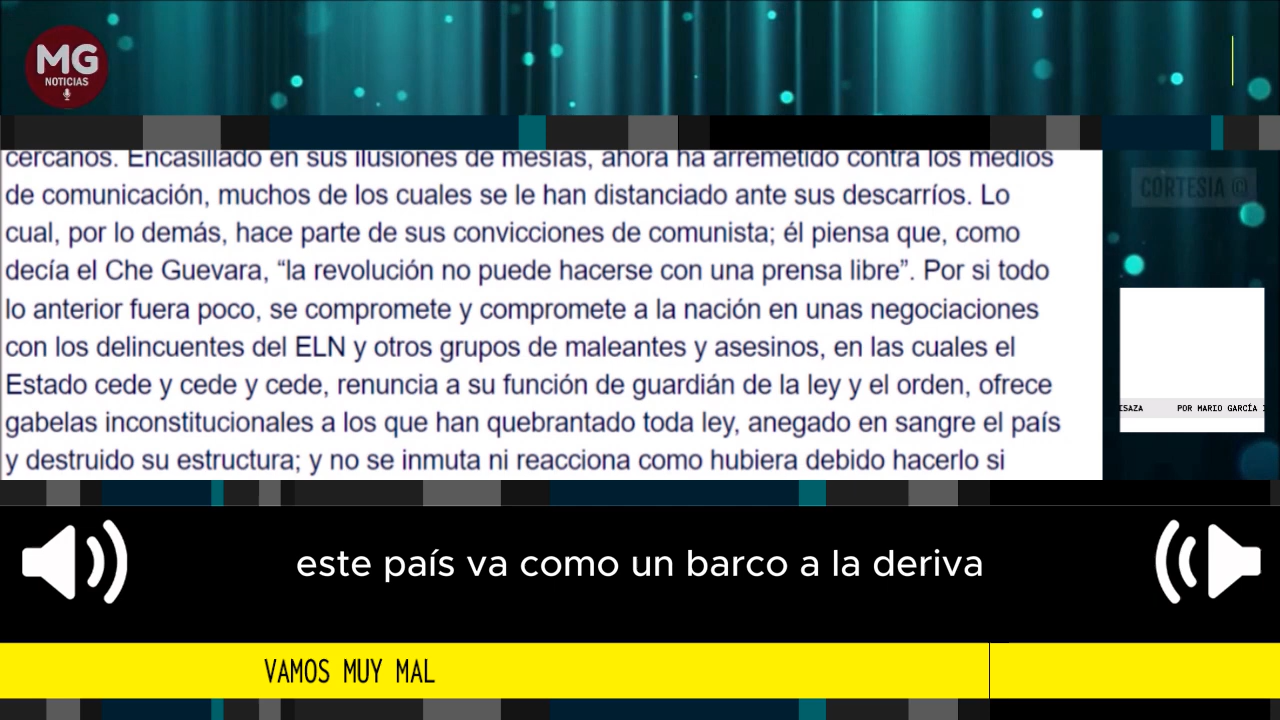 MG
NOTICIAS
cercanos. Encasillado en sus ilusiones de mesías, ahora ha arremetido contra los medios
de comunicación, muchos de los cuales se le han distanciado ante sus descarríos. Lo
cual, por lo demás, hace parte de sus convicciones de comunista; él piensa que, como
decía el Che Guevara, “la revolución no puede hacerse con una prensa libre”. Por si todo
lo anterior fuera poco, se compromete y compromete a la nación en unas negociaciones
con los delincuentes del ELN y otros grupos de maleantes y asesinos, en las cuales el
Estado cede y cede y cede, renuncia a su función de guardián de la ley y el orden, ofrece
gabelas inconstitucionales a los que han quebrantado toda ley, anegado en sangre el país
y destruido su estructura; y no se inmuta ni reacciona como hubiera debido hacerlo si
CORTESIA ©
ISAZA POR MARIO GARCÍA
este país va como un barco a la deriva
VAMOS MUY MAL